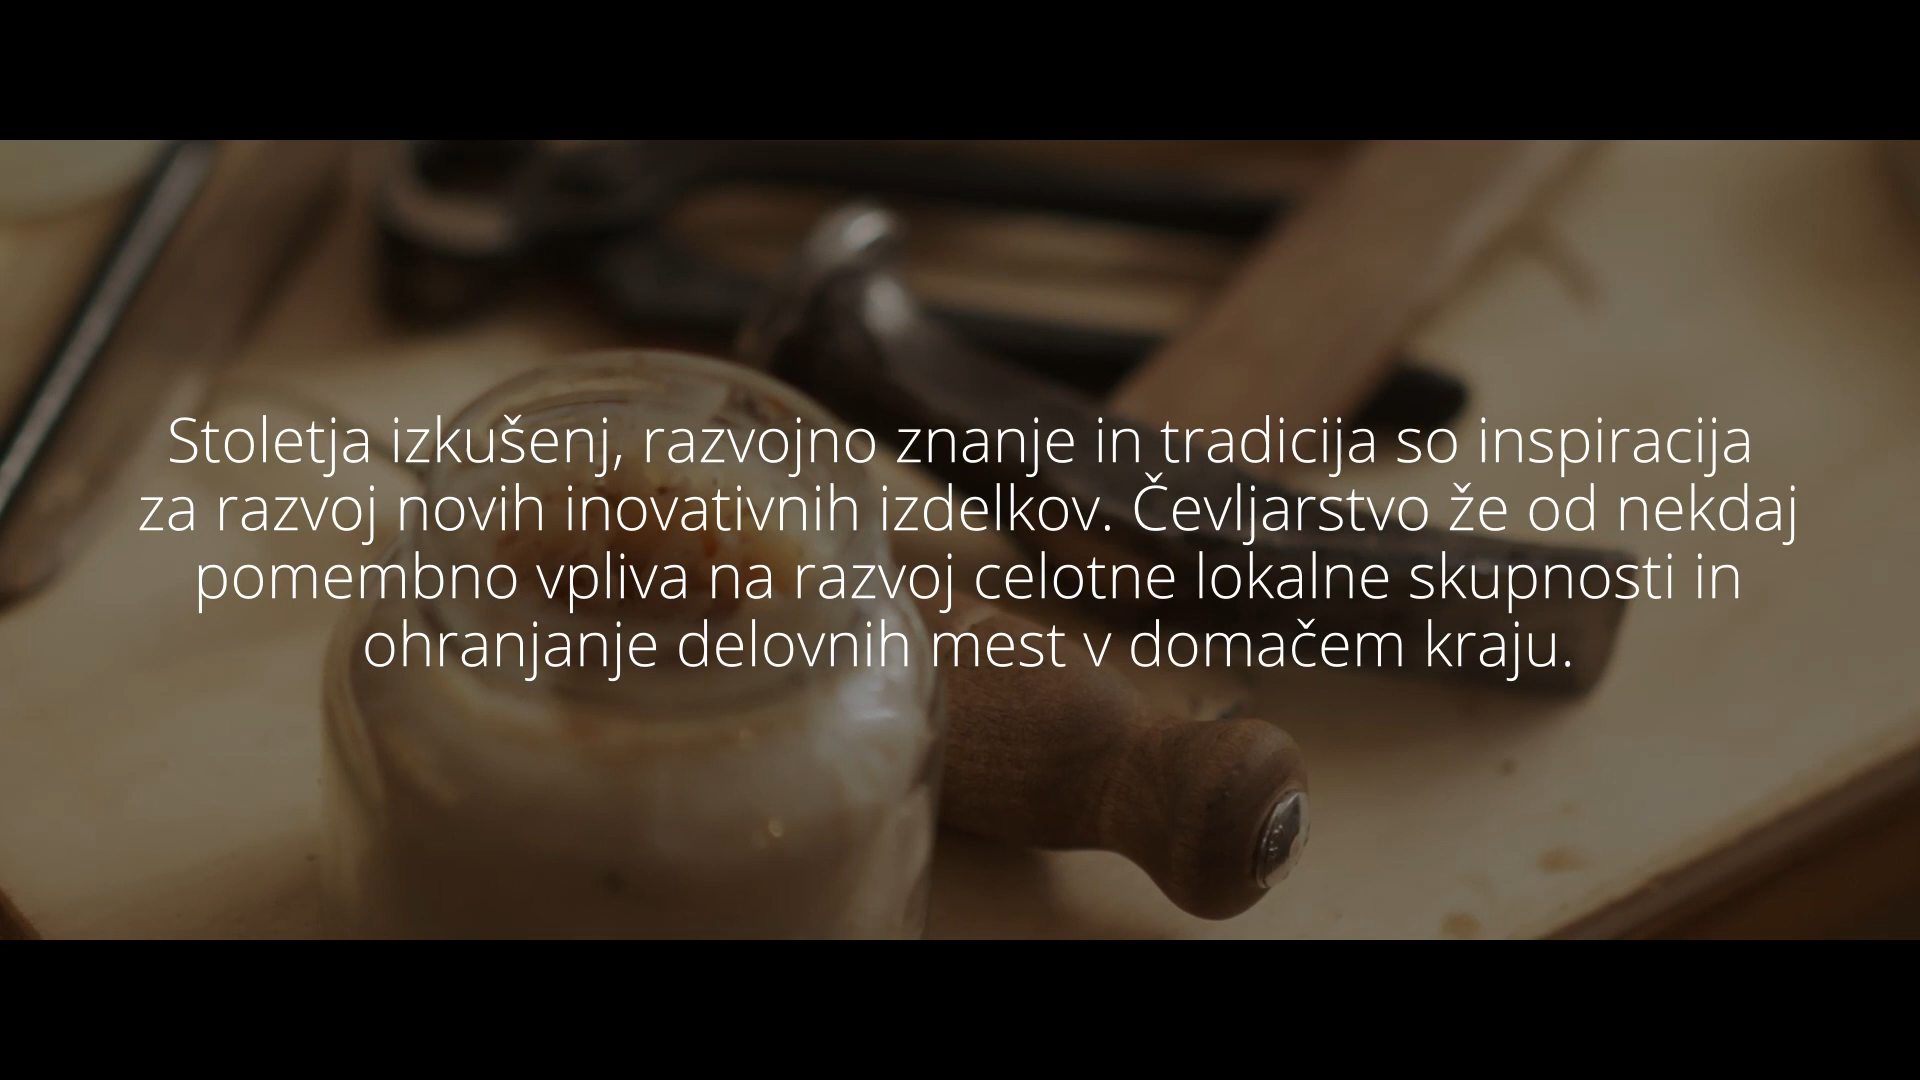 Stoletja izkušenj, razvojno znanje in tradicija so inspiracija
za razvoj novih inovativnih izdelkov. Čevljarstvo že od nekdaj
pomembno vpliva na razvoj celotne lokalne skupnosti in
ohranjanje delovnih mest v domačem kraju.